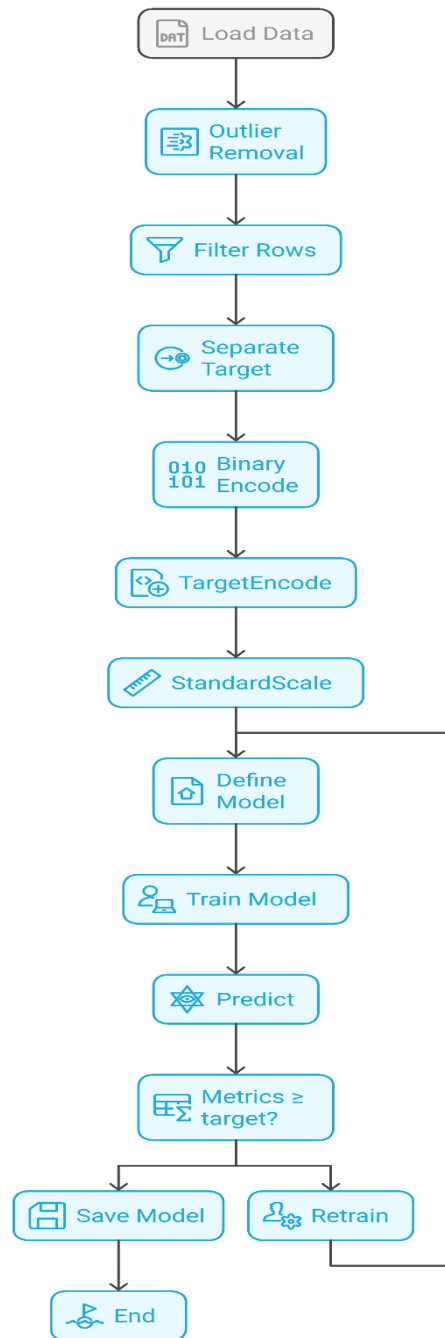 DAT Load Data
Outlier
Removal
Filter Rows
Separate
Target
010 Binary
101 Encode
TargetEncode
StandardScale
Define
Model
Train Model
Predict
Metrics ≥
target?
Save Model Retrain
End